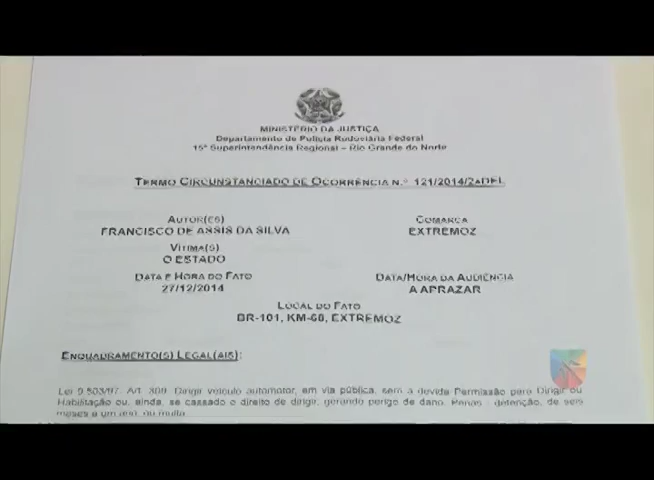 MINISTÉRIO DA JUSTIÇA
Departamento de Polícia Rodoviária Federal
15ª Superintendência Regional – Rio Grande do Norte
TERMO CIRCUNSTANCIADO DE OCORRÊNCIA N.º 121/2014/2ªDEL
AUTOR(ES)
FRANCISCO DE ASSIS DA SILVA
COMARCA
EXTREMOZ
VÍTIMA(S)
O ESTADO
DATA E HORA DO FATO
27/12/2014
DATA/HORA DA AUDIÊNCIA
A APRAZAR
LOCAL DO FATO
BR-101, KM-68, EXTREMOZ
ENQUADRAMENTO(S) LEGAL(AIS):
Lei 9.503/97. Art. 309. Dirigir veículo automotor, em via pública, sem a devida Permissão para Dirigir ou
Habilitação ou, ainda, se cassado o direito de dirigir, gerando perigo de dano. Penas - detenção, de seis
meses a um ano, ou multa.